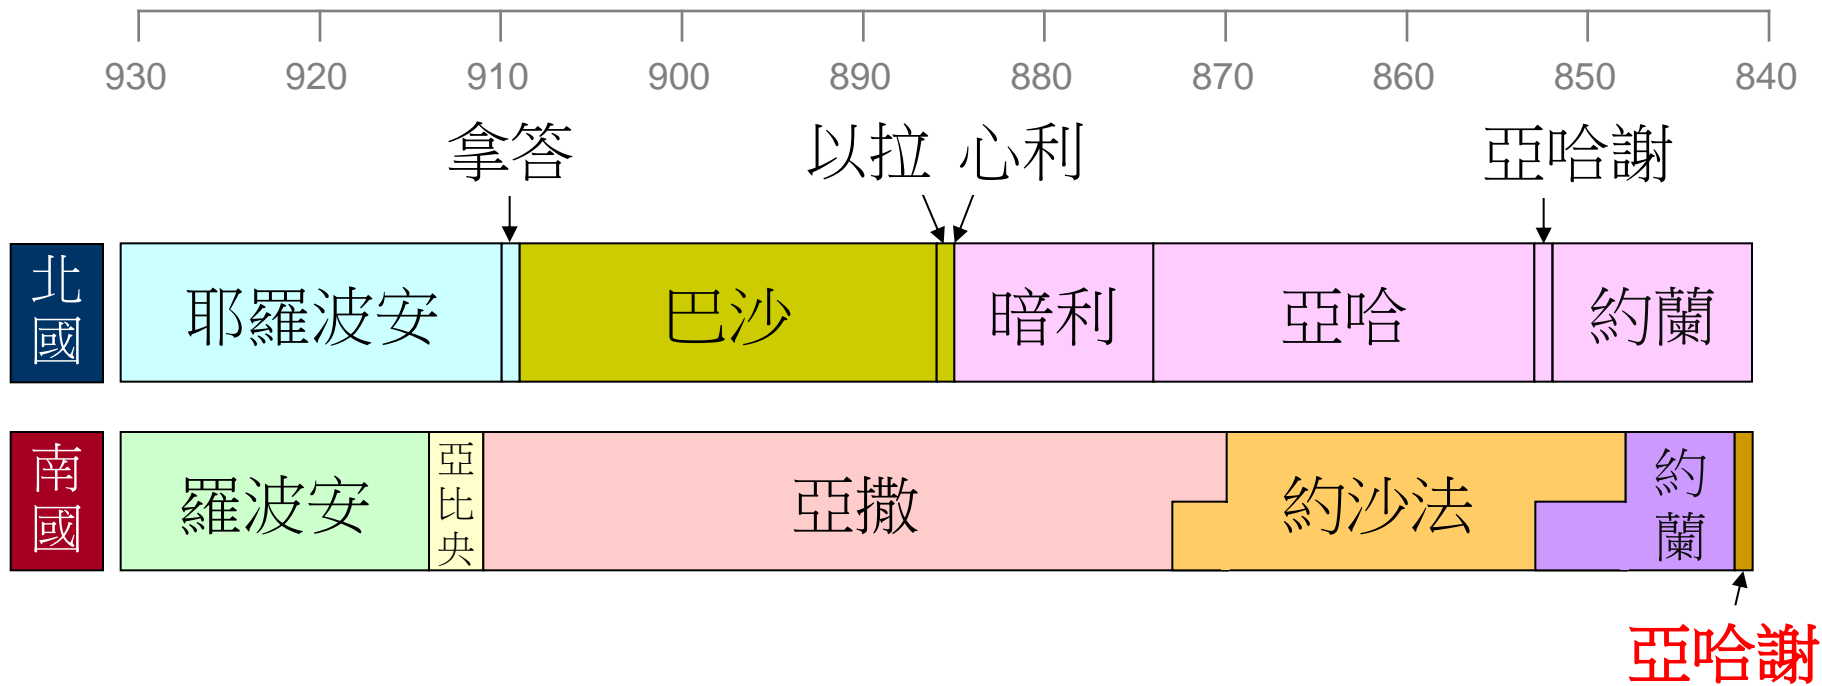 930 920 910 900 890 880 870 860 850 840
拿答 以拉 心利 亞哈謝
北國
耶羅波安 巴沙 暗利 亞哈 約蘭
南國
羅波安 亞比央 亞撒 約沙法 約蘭
亞哈謝